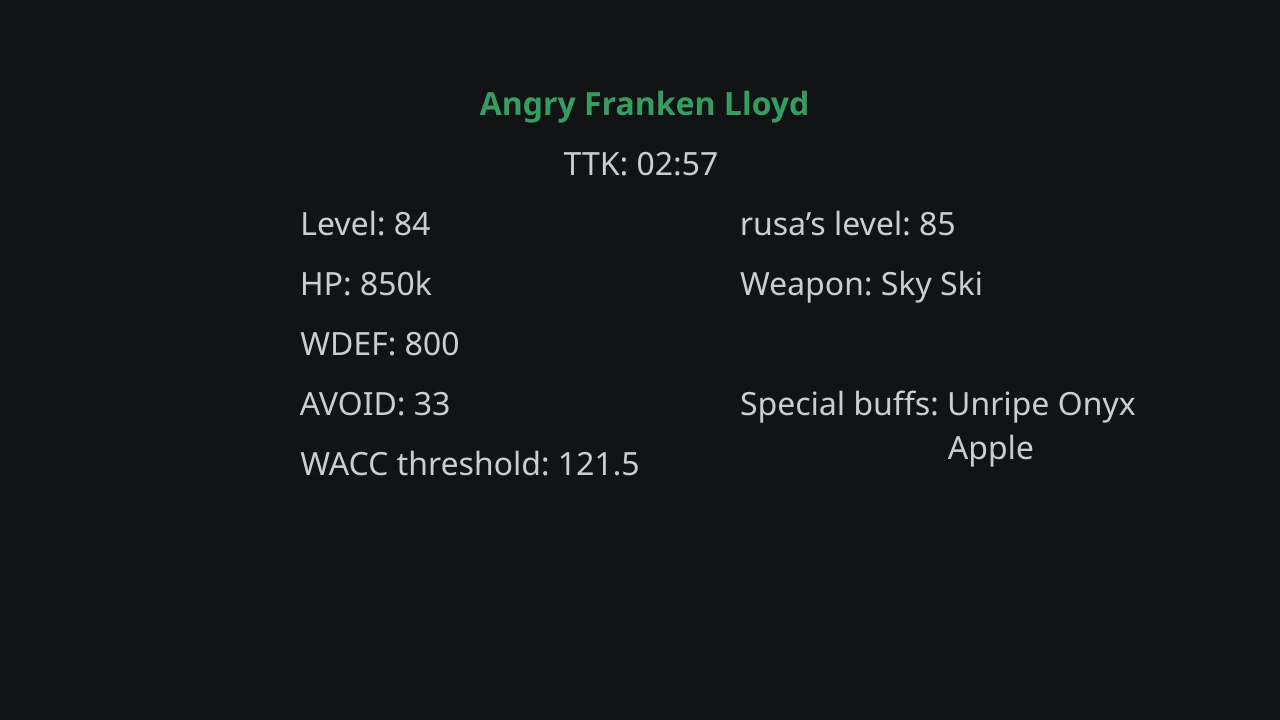 Angry Franken Lloyd
TTK: 02:57
Level: 84
HP: 850k
WDEF: 800
AVOID: 33
WACC threshold: 121.5
rusa’s level: 85
Weapon: Sky Ski
Special buffs: Unripe Onyx
Apple